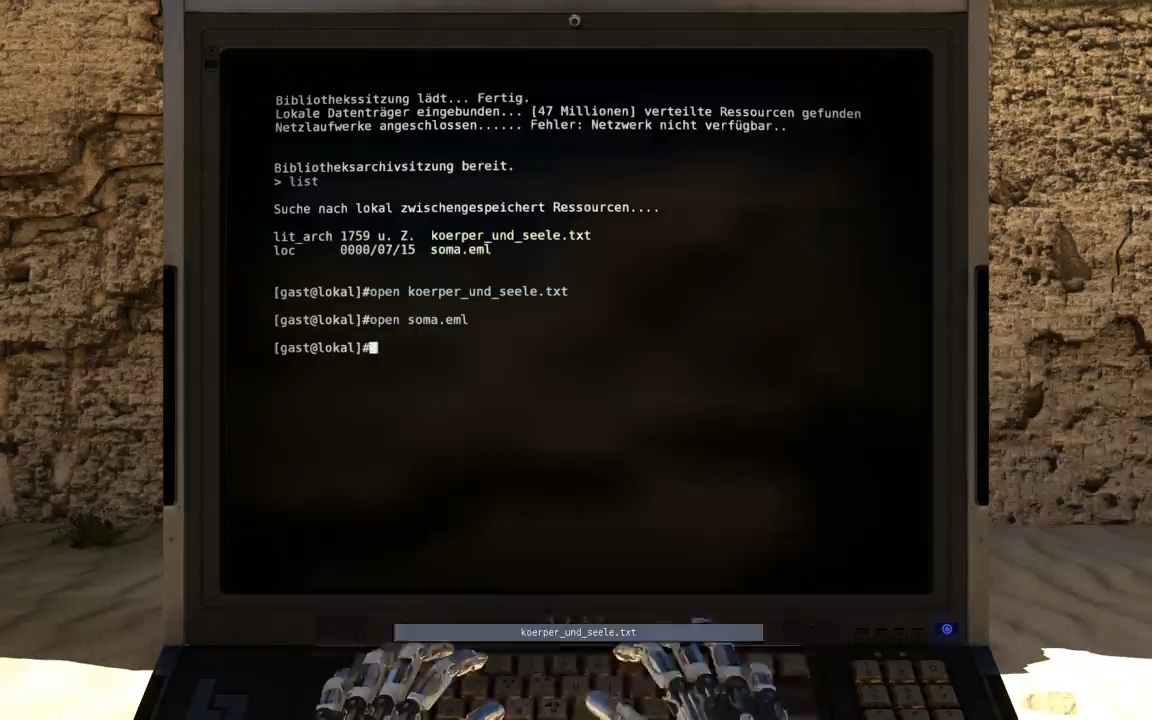 Bibliothekssitzung lädt... Fertig.
Lokale Datenträger eingebunden... [47 Millionen] verteilte Ressourcen gefunden
Netzlaufwerke angeschlossen...... Fehler: Netzwerk nicht verfügbar..
Bibliotheksarchivsitzung bereit.
> list
Suche nach lokal zwischengespeichert Ressourcen....
lit_arch 1759 u. Z. koerper_und_seele.txt
loc 0000/07/15 soma.eml
[gast@lokal]#open koerper_und_seele.txt
[gast@lokal]#open soma.eml
[gast@lokal]#
koerper_und_seele.txt